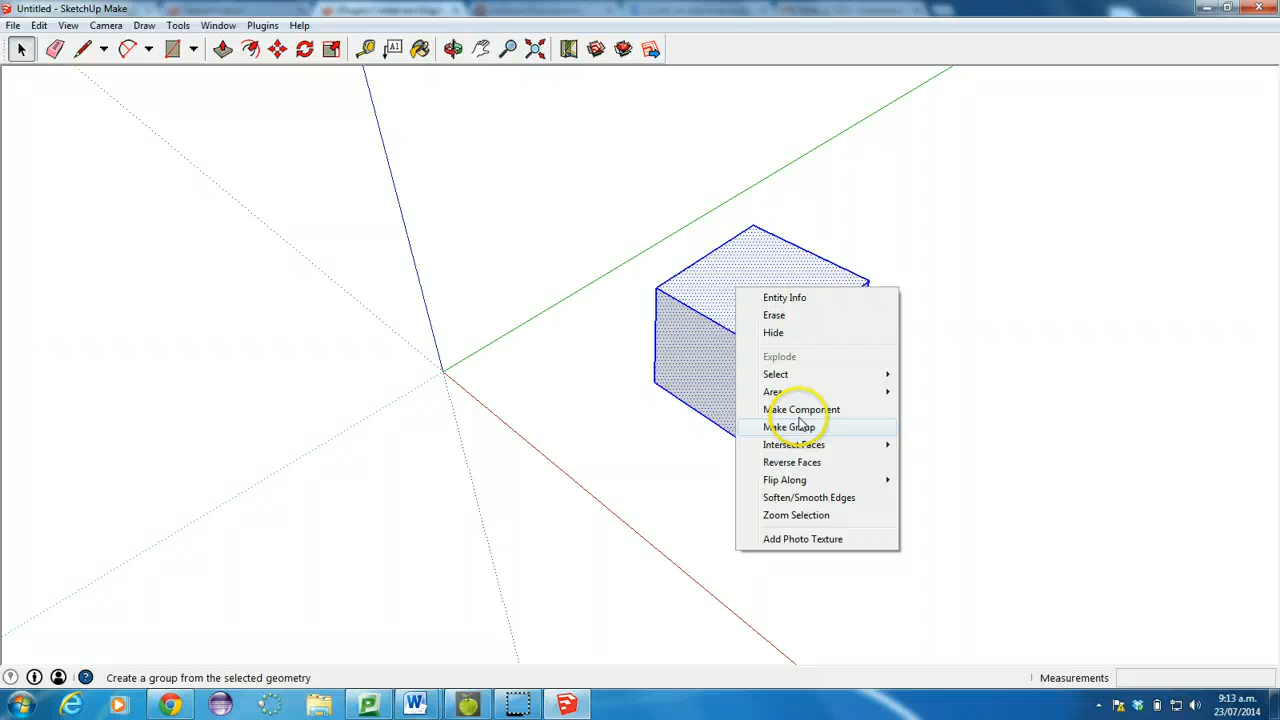 Untitled - SketchUp Make
File Edit View Camera Draw Tools Window Plugins Help
A1
Entity Info
Erase
Hide
Explode
Select
Area
Make Component
Make Group
Intersect Faces
Reverse Faces
Flip Along
Soften/Smooth Edges
Zoom Selection
Add Photo Texture
Create a group from the selected geometry
Measurements
9:13 a.m.
23/07/2014